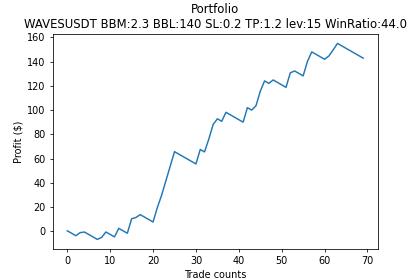 Portfolio
WAVESUSDT BBM:2.3 BBL:140 SL:0.2 TP:1.2 lev:15 WinRatio:44.0
160
140
120
100
80
60
40
20
0
Profit ($)
0 10 20 30 40 50 60 70
Trade counts